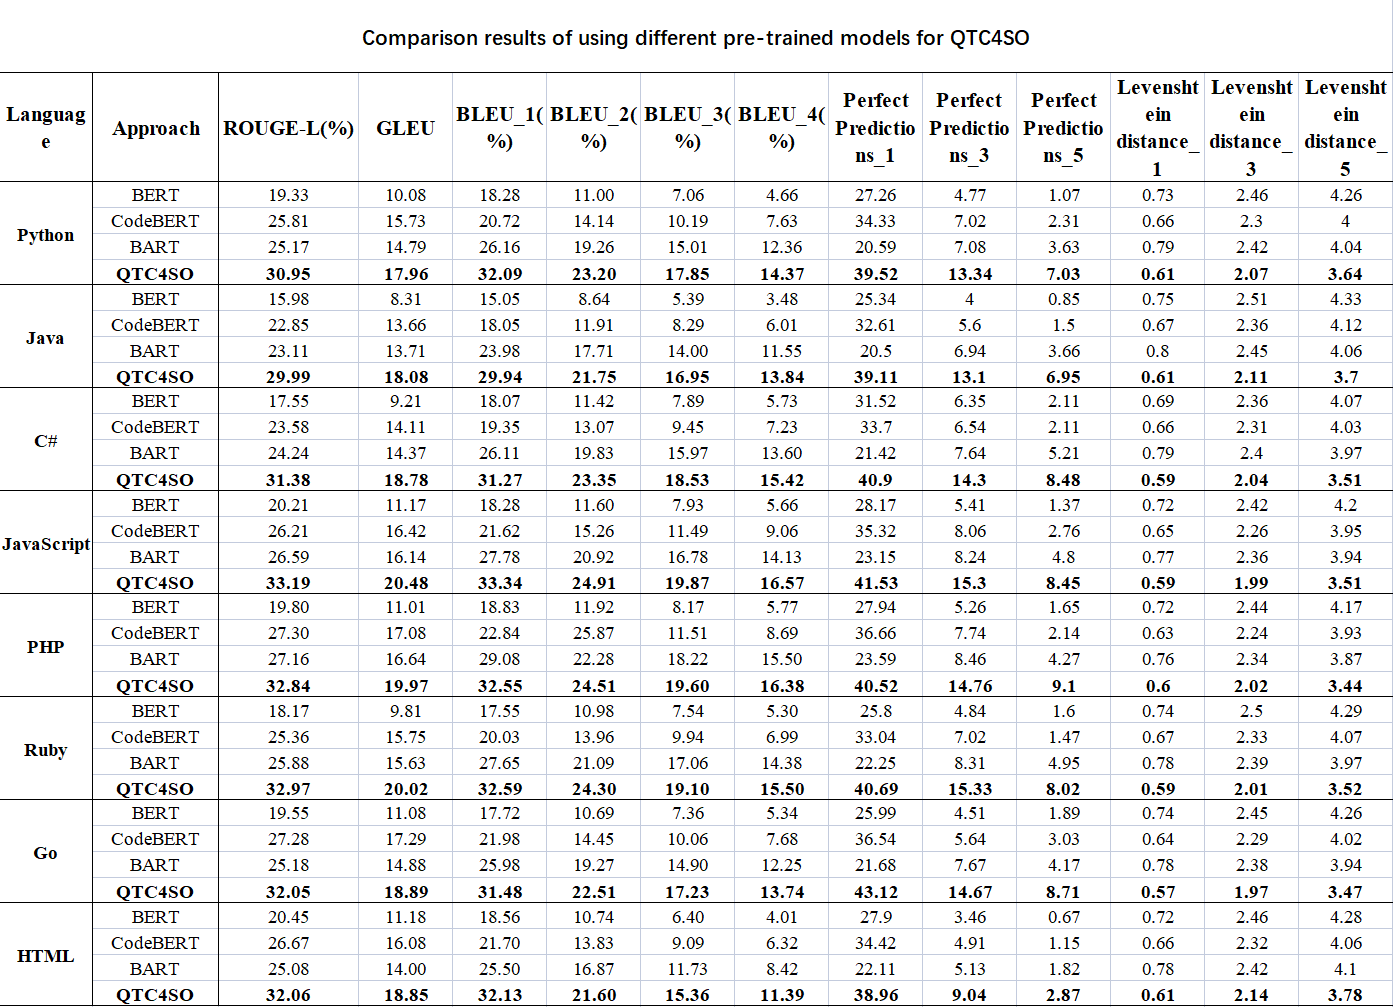 Comparison results of using different pre-trained models for QTC4SO
Language Approach ROUGE-L(%) GLEU BLEU_1(%) BLEU_2(%) BLEU_3(%) BLEU_4(%) Perfect Predictions_1 Perfect Predictions_3 Perfect Predictions_5 Levenshtein distance_1 Levenshtein distance_3 Levenshtein distance_5
Python
BERT 19.33 10.08 18.28 11.00 7.06 4.66 27.26 4.77 1.07 0.73 2.46 4.26
CodeBERT 25.81 15.73 20.72 14.14 10.19 7.63 34.33 7.02 2.31 0.66 2.3 4
BART 25.17 14.79 26.16 19.26 15.01 12.36 20.59 7.08 3.63 0.79 2.42 4.04
QTC4SO 30.95 17.96 32.09 23.20 17.85 14.37 39.52 13.34 7.03 0.61 2.07 3.64
Java
BERT 15.98 8.31 15.05 8.64 5.39 3.48 25.34 4 0.85 0.75 2.51 4.33
CodeBERT 22.85 13.66 18.05 11.91 8.29 6.01 32.61 5.6 1.5 0.67 2.36 4.12
BART 23.11 13.71 23.98 17.71 14.00 11.55 20.5 6.94 3.66 0.8 2.45 4.06
QTC4SO 29.99 18.08 29.94 21.75 16.95 13.84 39.11 13.1 6.95 0.61 2.11 3.7
C#
BERT 17.55 9.21 18.07 11.42 7.89 5.73 31.52 6.35 2.11 0.69 2.36 4.07
CodeBERT 23.58 14.11 19.35 13.07 9.45 7.23 33.7 6.54 2.11 0.66 2.31 4.03
BART 24.24 14.37 26.11 19.83 15.97 13.60 21.42 7.64 5.21 0.79 2.4 3.97
QTC4SO 31.38 18.78 31.27 23.35 18.53 15.42 40.9 14.3 8.48 0.59 2.04 3.51
JavaScript
BERT 20.21 11.17 18.28 11.60 7.93 5.66 28.17 5.41 1.37 0.72 2.42 4.2
CodeBERT 26.21 16.42 21.62 15.26 11.49 9.06 35.32 8.06 2.76 0.65 2.26 3.95
BART 26.59 16.14 27.78 20.92 16.78 14.13 23.15 8.24 4.8 0.77 2.36 3.94
QTC4SO 33.19 20.48 33.34 24.91 19.87 16.57 41.53 15.3 8.45 0.59 1.99 3.51
PHP
BERT 19.80 11.01 18.83 11.92 8.17 5.77 27.94 5.26 1.65 0.72 2.44 4.17
CodeBERT 27.30 17.08 22.84 25.87 11.51 8.69 36.66 7.74 2.14 0.63 2.24 3.93
BART 27.16 16.64 29.08 22.28 18.22 15.50 23.59 8.46 4.27 0.76 2.34 3.87
QTC4SO 32.84 19.97 32.55 24.51 19.60 16.38 40.52 14.76 9.1 0.6 2.02 3.44
Ruby
BERT 18.17 9.81 17.55 10.98 7.54 5.30 25.8 4.84 1.6 0.74 2.5 4.29
CodeBERT 25.36 15.75 20.03 13.96 9.94 6.99 33.04 7.02 1.47 0.67 2.33 4.07
BART 25.88 15.63 27.65 21.09 17.06 14.38 22.25 8.31 4.95 0.78 2.39 3.97
QTC4SO 32.97 20.02 32.59 24.30 19.10 15.50 40.69 15.33 8.02 0.59 2.01 3.52
Go
BERT 19.55 11.08 17.72 10.69 7.36 5.34 25.99 4.51 1.89 0.74 2.45 4.26
CodeBERT 27.28 17.29 21.98 14.45 10.06 7.68 36.54 5.64 3.03 0.64 2.29 4.02
BART 25.18 14.88 25.98 19.27 14.90 12.25 21.68 7.67 4.17 0.78 2.38 3.94
QTC4SO 32.05 18.89 31.48 22.51 17.23 13.74 43.12 14.67 8.71 0.57 1.97 3.47
HTML
BERT 20.45 11.18 18.56 10.74 6.40 4.01 27.9 3.46 0.67 0.72 2.46 4.28
CodeBERT 26.67 16.08 21.70 13.83 9.09 6.32 34.42 4.91 1.15 0.66 2.32 4.06
BART 25.08 14.00 25.50 16.87 11.73 8.42 22.11 5.13 1.82 0.78 2.42 4.1
QTC4SO 32.06 18.85 32.13 21.60 15.36 11.39 38.96 9.04 2.87 0.61 2.14 3.78